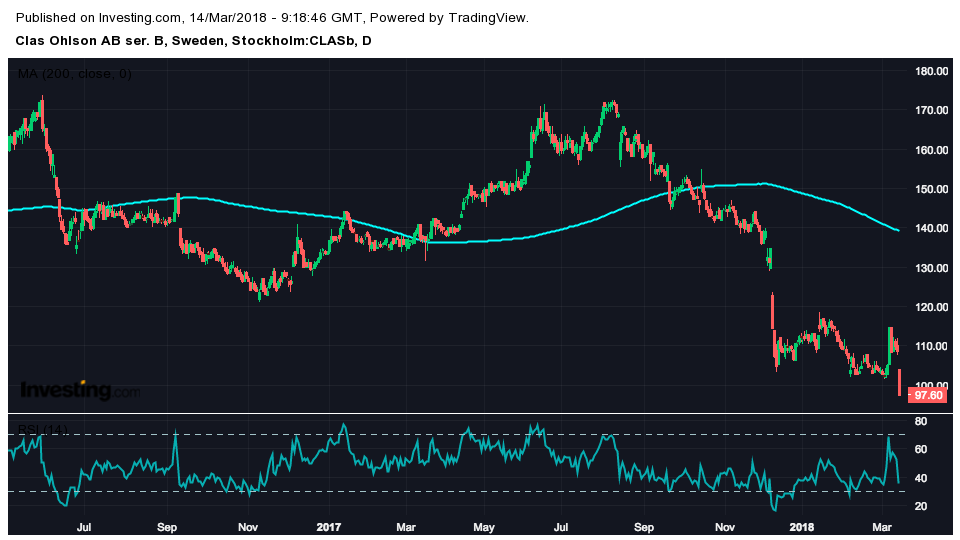 Published on Investing.com, 14/Mar/2018 - 9:18:46 GMT, Powered by TradingView.
Clas Ohlson AB ser. B, Sweden, Stockholm:CLASb, D
MA (200, close, 0)
180.00
170.00
160.00
150.00
140.00
130.00
120.00
110.00
100.00
97.60
Investing.com
RSI (14)
80
60
40
20
Jul Sep Nov 2017 Mar May Jul Sep Nov 2018 Mar